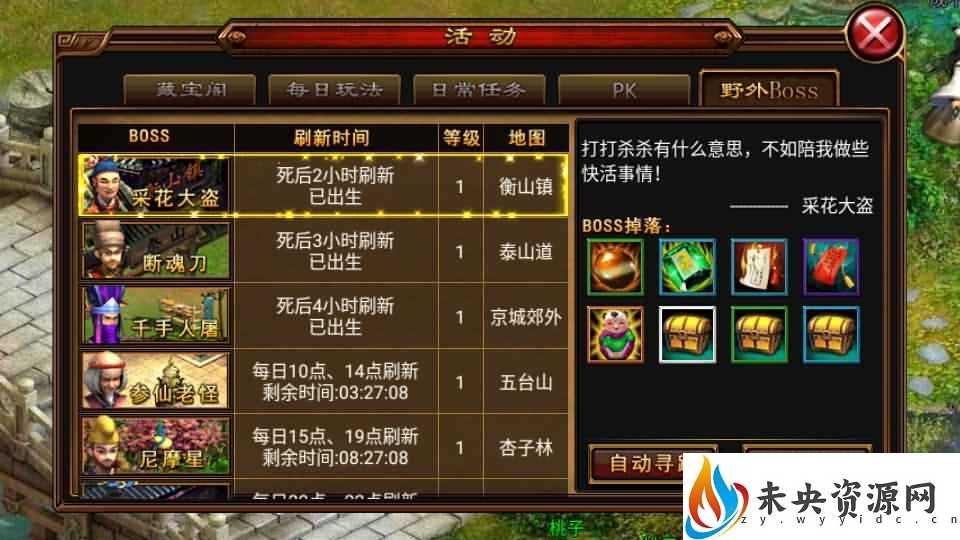 活动
藏宝阁 每日玩法 日常任务 PK 野外Boss
BOSS 刷新时间 等级 地图
采花大盗 死后2小时刷新 1 衡山镇
已出生
断魂刀 死后3小时刷新 1 泰山道
已出生
千手人屠 死后4小时刷新 1 京城郊外
已出生
参仙老怪 每日10点、14点刷新 1 五台山
剩余时间:03:27:08
尼摩星 每日15点、19点刷新 1 杏子林
剩余时间:08:27:08
打打杀杀有什么意思，不如陪我做些
快活事情！
———— 采花大盗
BOSS掉落：
自动寻路
桃子
未央资源网
zy.wyyidc.cn